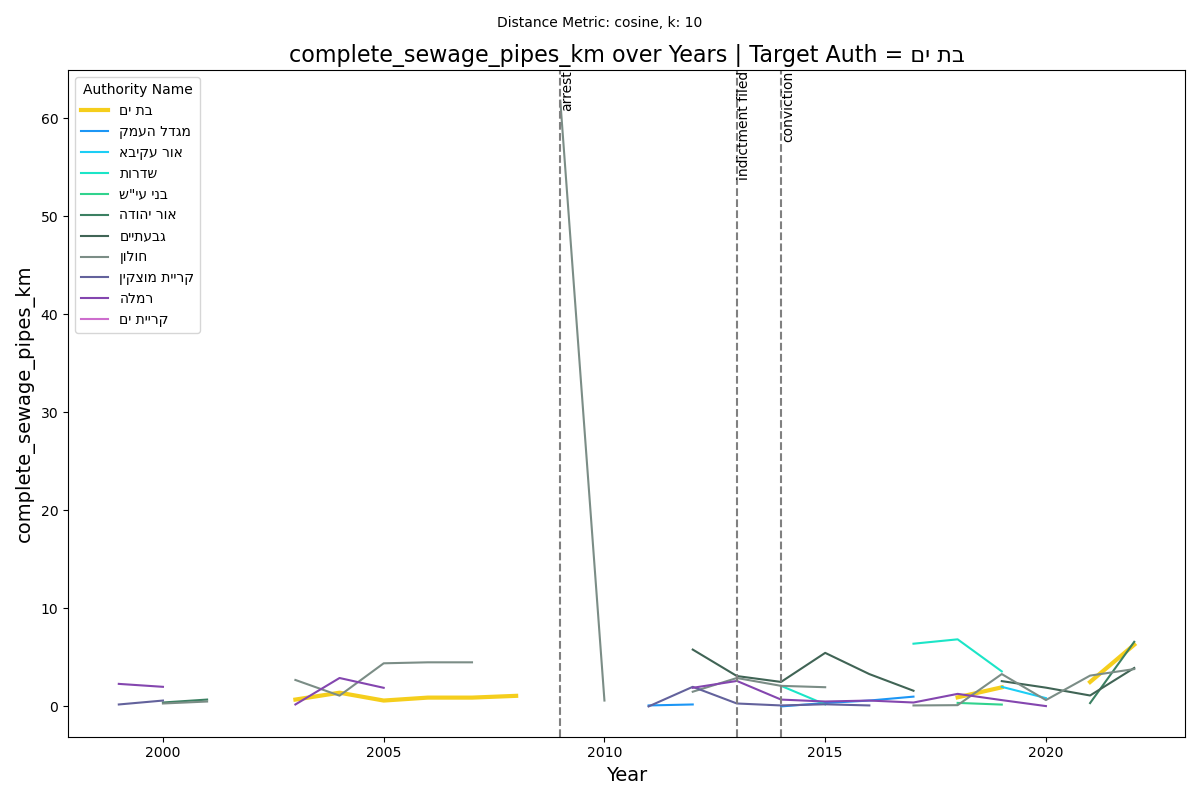 Distance Metric: cosine, k: 10
complete_sewage_pipes_km over Years | Target Auth = בת ים
Authority Name
בת ים
מגדל העמק
אור עקיבא
שדרות
בני עי"ש
אור יהודה
גבעתיים
חולון
קריית מוצקין
רמלה
קריית ים
arrest
indictment filed
conviction
complete_sewage_pipes_km
60
50
40
30
20
10
0
2000
2005
2010
2015
2020
Year